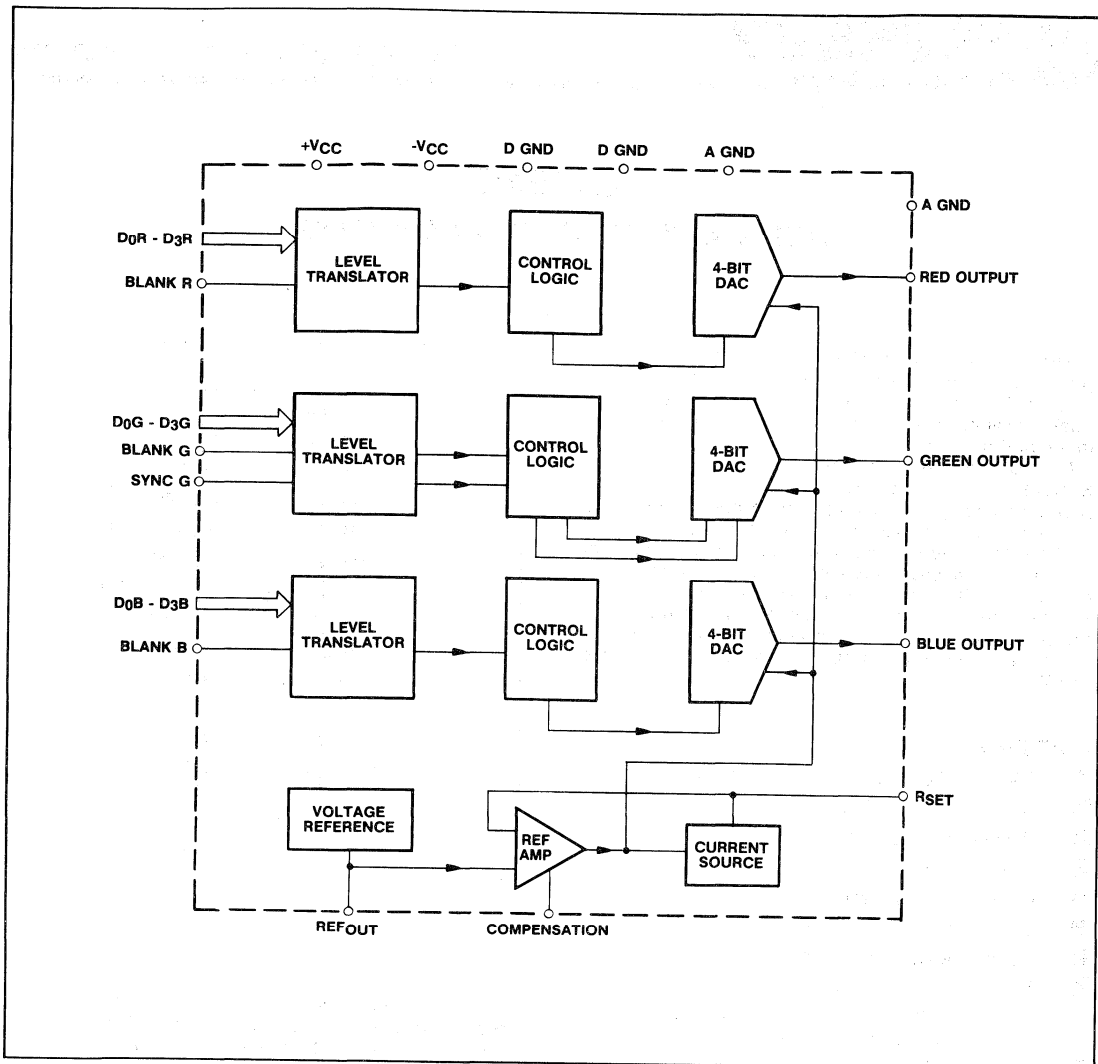 +VCC
-VCC
D GND
D GND
A GND
A GND
D0R - D3R
BLANK R
LEVEL
TRANSLATOR
CONTROL
LOGIC
4-BIT
DAC
RED OUTPUT
D0G - D3G
BLANK G
SYNC G
LEVEL
TRANSLATOR
CONTROL
LOGIC
4-BIT
DAC
GREEN OUTPUT
D0B - D3B
BLANK B
LEVEL
TRANSLATOR
CONTROL
LOGIC
4-BIT
DAC
BLUE OUTPUT
VOLTAGE
REFERENCE
REF
AMP
CURRENT
SOURCE
RSET
REFOUT
COMPENSATION